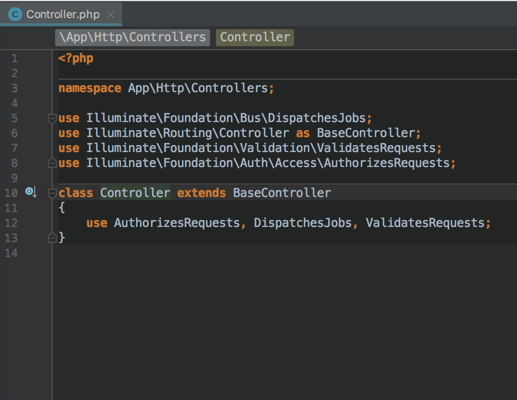 Controller.php
\App\Http\Controllers Controller
1 <?php
2
3 namespace App\Http\Controllers;
4
5 use Illuminate\Foundation\Bus\DispatchesJobs;
6 use Illuminate\Routing\Controller as BaseController;
7 use Illuminate\Foundation\Validation\ValidatesRequests;
8 use Illuminate\Foundation\Auth\Access\AuthorizesRequests;
9
10 class Controller extends BaseController
11 {
12     use AuthorizesRequests, DispatchesJobs, ValidatesRequests;
13 }
14